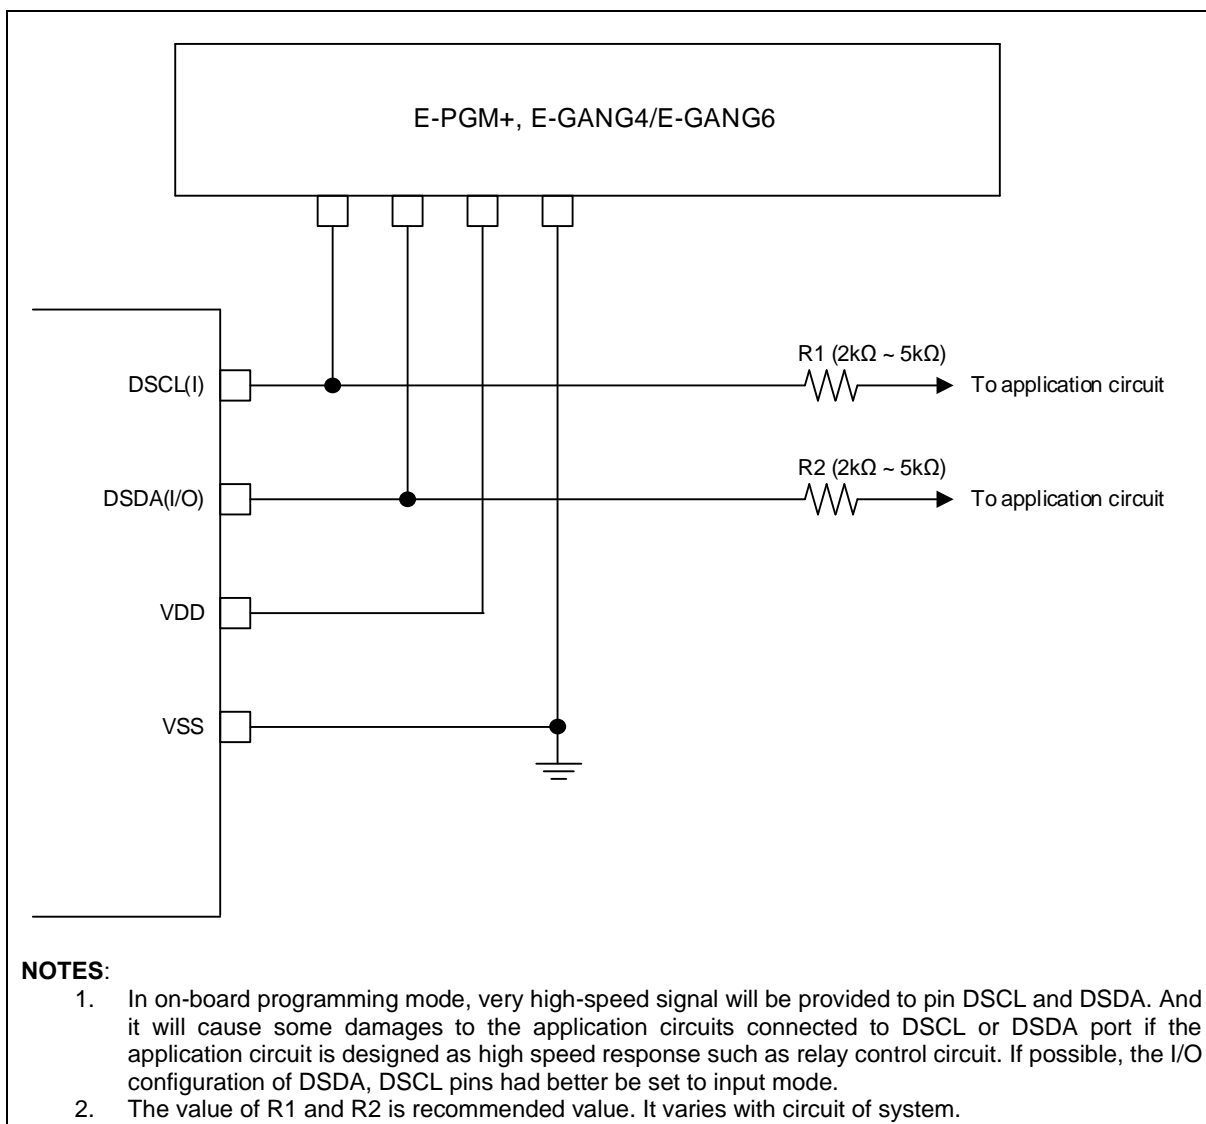 E-PGM+, E-GANG4/E-GANG6
R1 (2kΩ ~ 5kΩ)
DSCL(I)
To application circuit
R2 (2kΩ ~ 5kΩ)
DSDA(I/O)
To application circuit
VDD
VSS
NOTES:
1. In on-board programming mode, very high-speed signal will be provided to pin DSCL and DSDA. And
it will cause some damages to the application circuits connected to DSCL or DSDA port if the
application circuit is designed as high speed response such as relay control circuit. If possible, the I/O
configuration of DSDA, DSCL pins had better be set to input mode.
2. The value of R1 and R2 is recommended value. It varies with circuit of system.